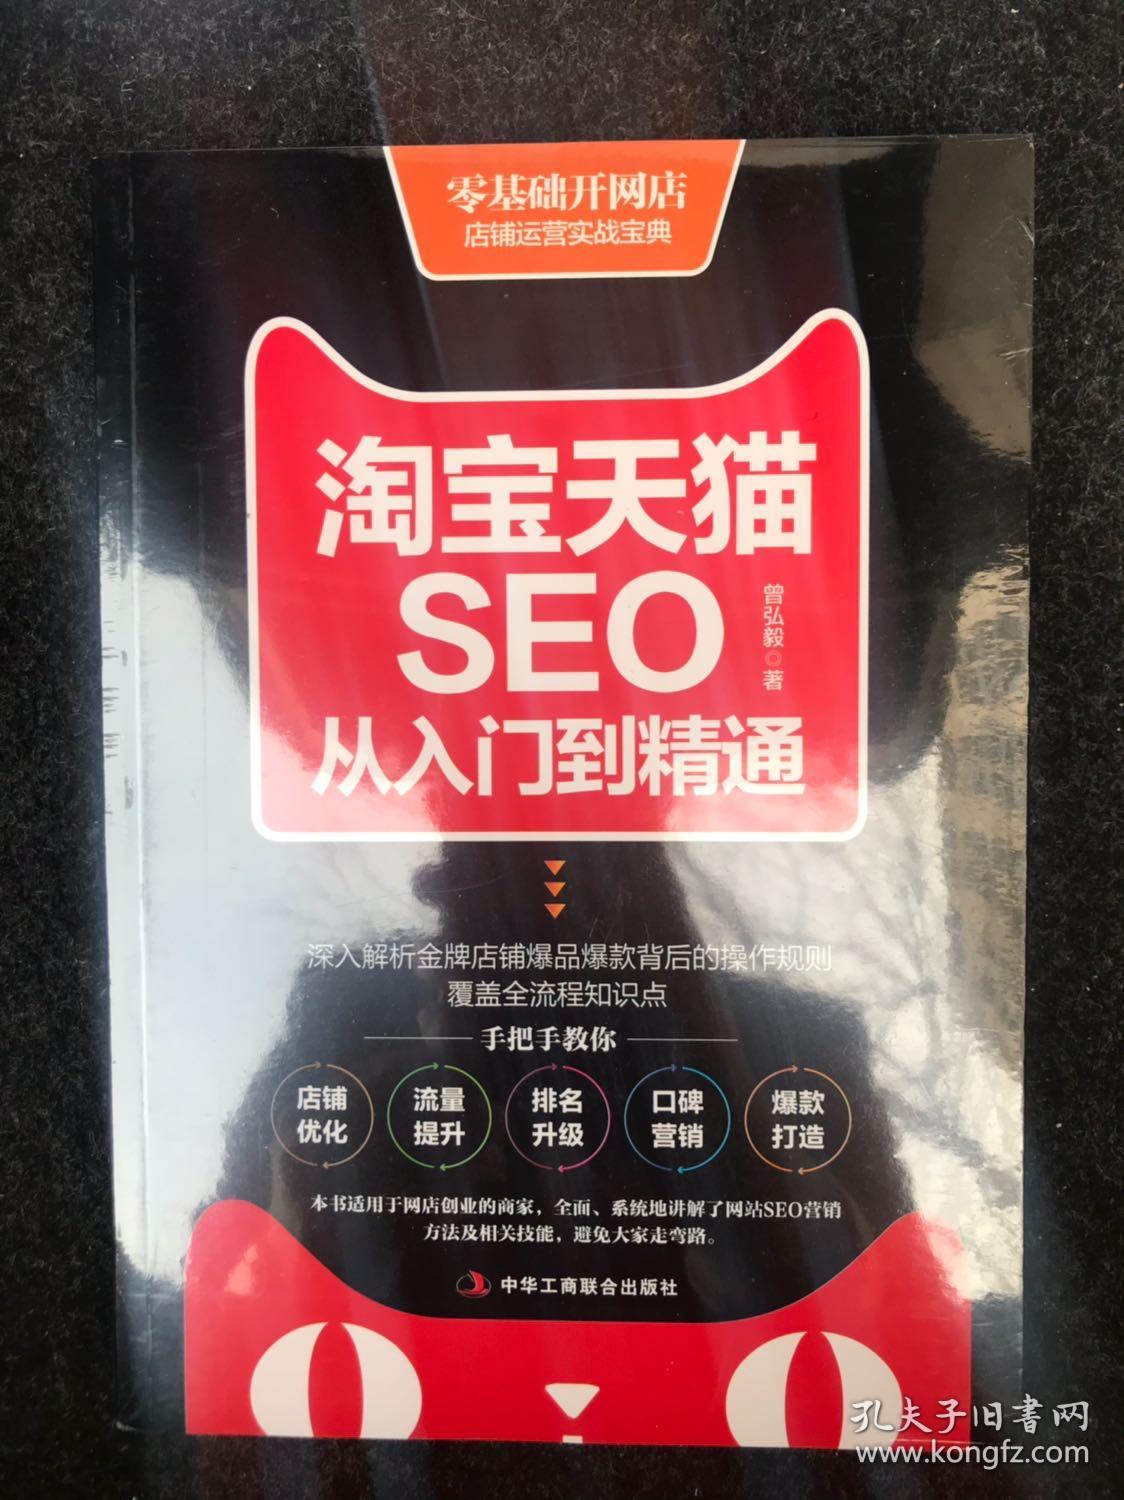 零基础开网店
店铺运营实战宝典
淘宝天猫
SEO
曾弘毅◎著
从入门到精通
深入解析金牌店铺爆品爆款背后的操作规则
覆盖全流程知识点
手把手教你
店铺
优化
流量
提升
排名
升级
口碑
营销
爆款
打造
本书适用于网店创业的商家，全面、系统地讲解了网站SEO营销
方法及相关技能，避免大家走弯路。
中华工商联合出版社
孔夫子旧书网
www.kongfz.com